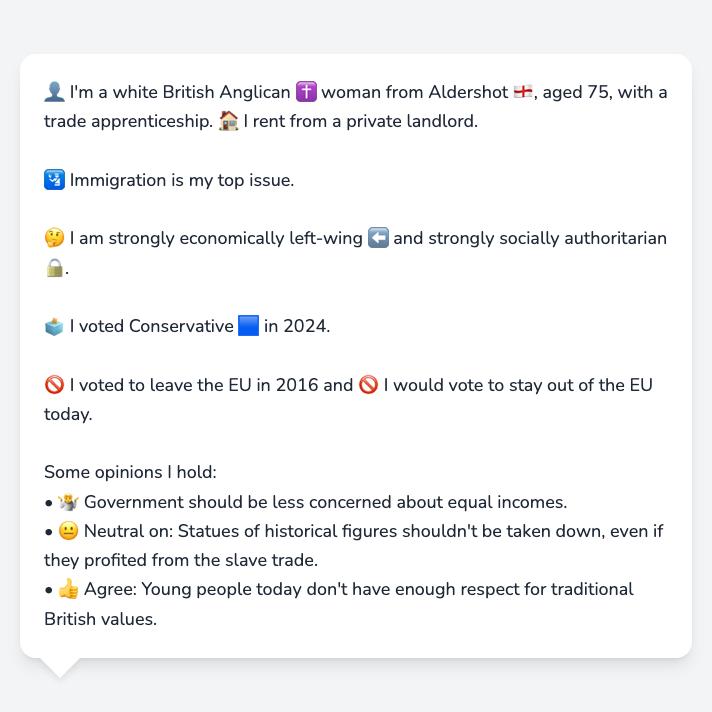 👤 I'm a white British Anglican ✝️ woman from Aldershot 🏴󠁧󠁢󠁥󠁮󠁧󠁿, aged 75, with a
trade apprenticeship. 🏠 I rent from a private landlord.
🛂 Immigration is my top issue.
🤔 I am strongly economically left-wing ⬅️ and strongly socially authoritarian
🔒.
🗳️ I voted Conservative 🟦 in 2024.
🚫 I voted to leave the EU in 2016 and 🚫 I would vote to stay out of the EU
today.
Some opinions I hold:
• 🤷 Government should be less concerned about equal incomes.
• 😐 Neutral on: Statues of historical figures shouldn't be taken down, even if
they profited from the slave trade.
• 👍 Agree: Young people today don't have enough respect for traditional
British values.